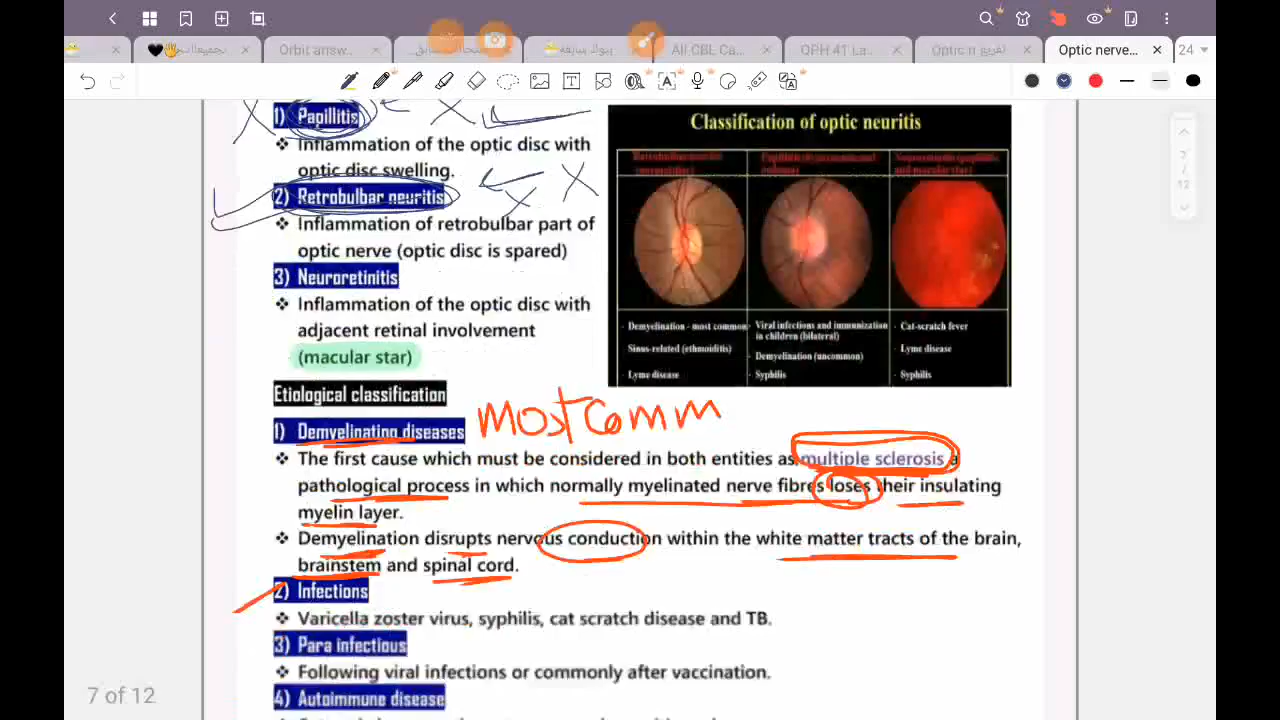 Orbit answ...
All CBL Ca...
OPH 41 La...
Optic n تفريغ
Optic nerve...
24
1) Papillitis
Inflammation of the optic disc with
optic disc swelling.
2) Retrobulbar neuritis
Inflammation of retrobulbar part of
optic nerve (optic disc is spared)
3) Neuroretinitis
Inflammation of the optic disc with
adjacent retinal involvement
(macular star)
Classification of optic neuritis
Demyelination - most common
Sinus-related (ethmoiditis)
Lyme disease
Viral infections and immunization
in children (bilateral)
Demyelination (uncommon)
Syphilis
Cat-scratch fever
Lyme disease
Syphilis
Etiological classification
Most Comm
1) Demyelinating diseases
The first cause which must be considered in both entities as multiple sclerosis a
pathological process in which normally myelinated nerve fibres loses their insulating
myelin layer.
Demyelination disrupts nervous conduction within the white matter tracts of the brain,
brainstem and spinal cord.
2) Infections
Varicella zoster virus, syphilis, cat scratch disease and TB.
3) Para infectious
Following viral infections or commonly after vaccination.
4) Autoimmune disease
7 of 12